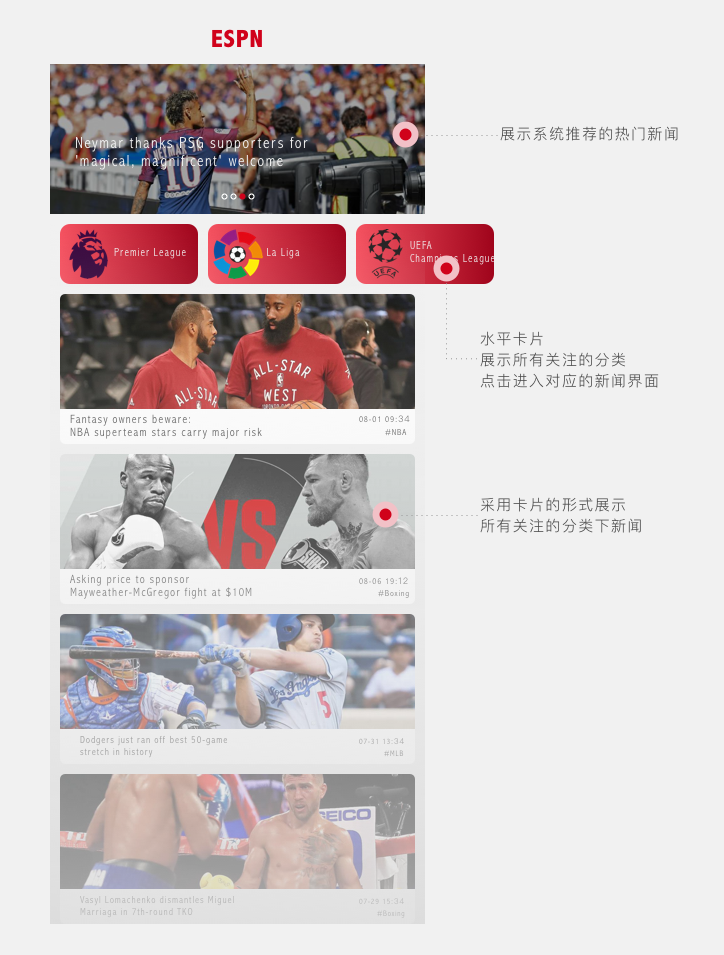 ESPN
Neymar thanks PSG supporters for
'magical, magnificent' welcome
10
展示系统推荐的热门新闻
Premier League
La Liga
UEFA
Champions League
UEFA
水平卡片
展示所有关注的分类
点击进入对应的新闻界面
ALL-STAR
ALL-STAR
WEST
Fantasy owners beware:
NBA superteam stars carry major risk
08-01 09:34
#NBA
VS
采用卡片的形式展示
所有关注的分类下新闻
Asking price to sponsor
Mayweather-McGregor fight at $10M
08-06 19:12
#Boxing
5
Dodgers just ran off best 50-game
stretch in history
07-31 13:34
#MlB
GEICO
Vasyl Lomachenko dismantles Miguel
Marriaga in 7th-round TKO
07-29 15:34
#Boxing